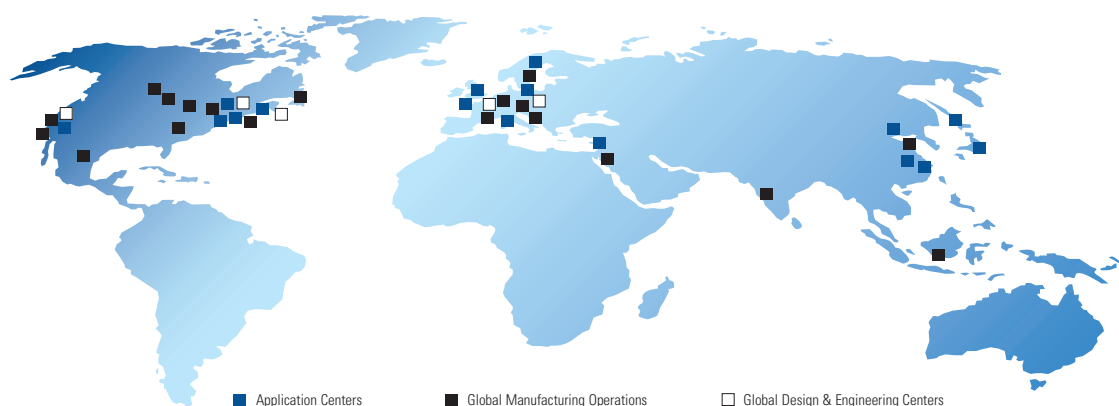 Application Centers
Global Manufacturing Operations
Global Design & Engineering Centers